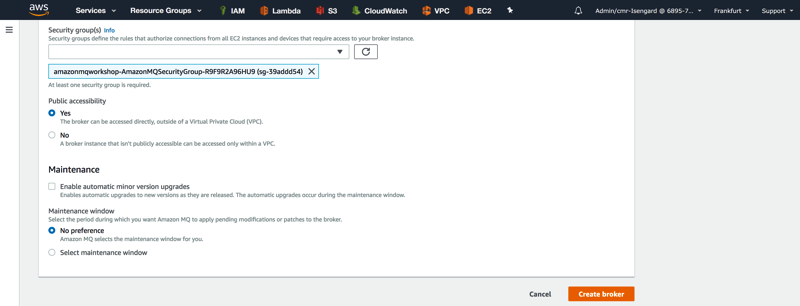 aws Services Resource Groups IAM Lambda S3 CloudWatch VPC EC2 Admin/cmr-Isengard @ 6895-7... Frankfurt Support
Security group(s) Info
Security groups define the rules that authorize connections from all EC2 instances and devices that require access to your broker instance.
amazonmqworkshop-AmazonMQSecurityGroup-R9F9R2A96HU9 (sg-39addd54)
At least one security group is required.
Public accessibility
Yes
The broker can be accessed directly, outside of a Virtual Private Cloud (VPC).
No
A broker instance that isn't publicly accessible can be accessed only within a VPC.
Maintenance
Enable automatic minor version upgrades
Enables automatic upgrades to new versions as they are released. The automatic upgrades occur during the maintenance window.
Maintenance window
Select the period during which you want Amazon MQ to apply pending modifications or patches to the broker.
No preference
Amazon MQ selects the maintenance window for you.
Select maintenance window
Cancel Create broker